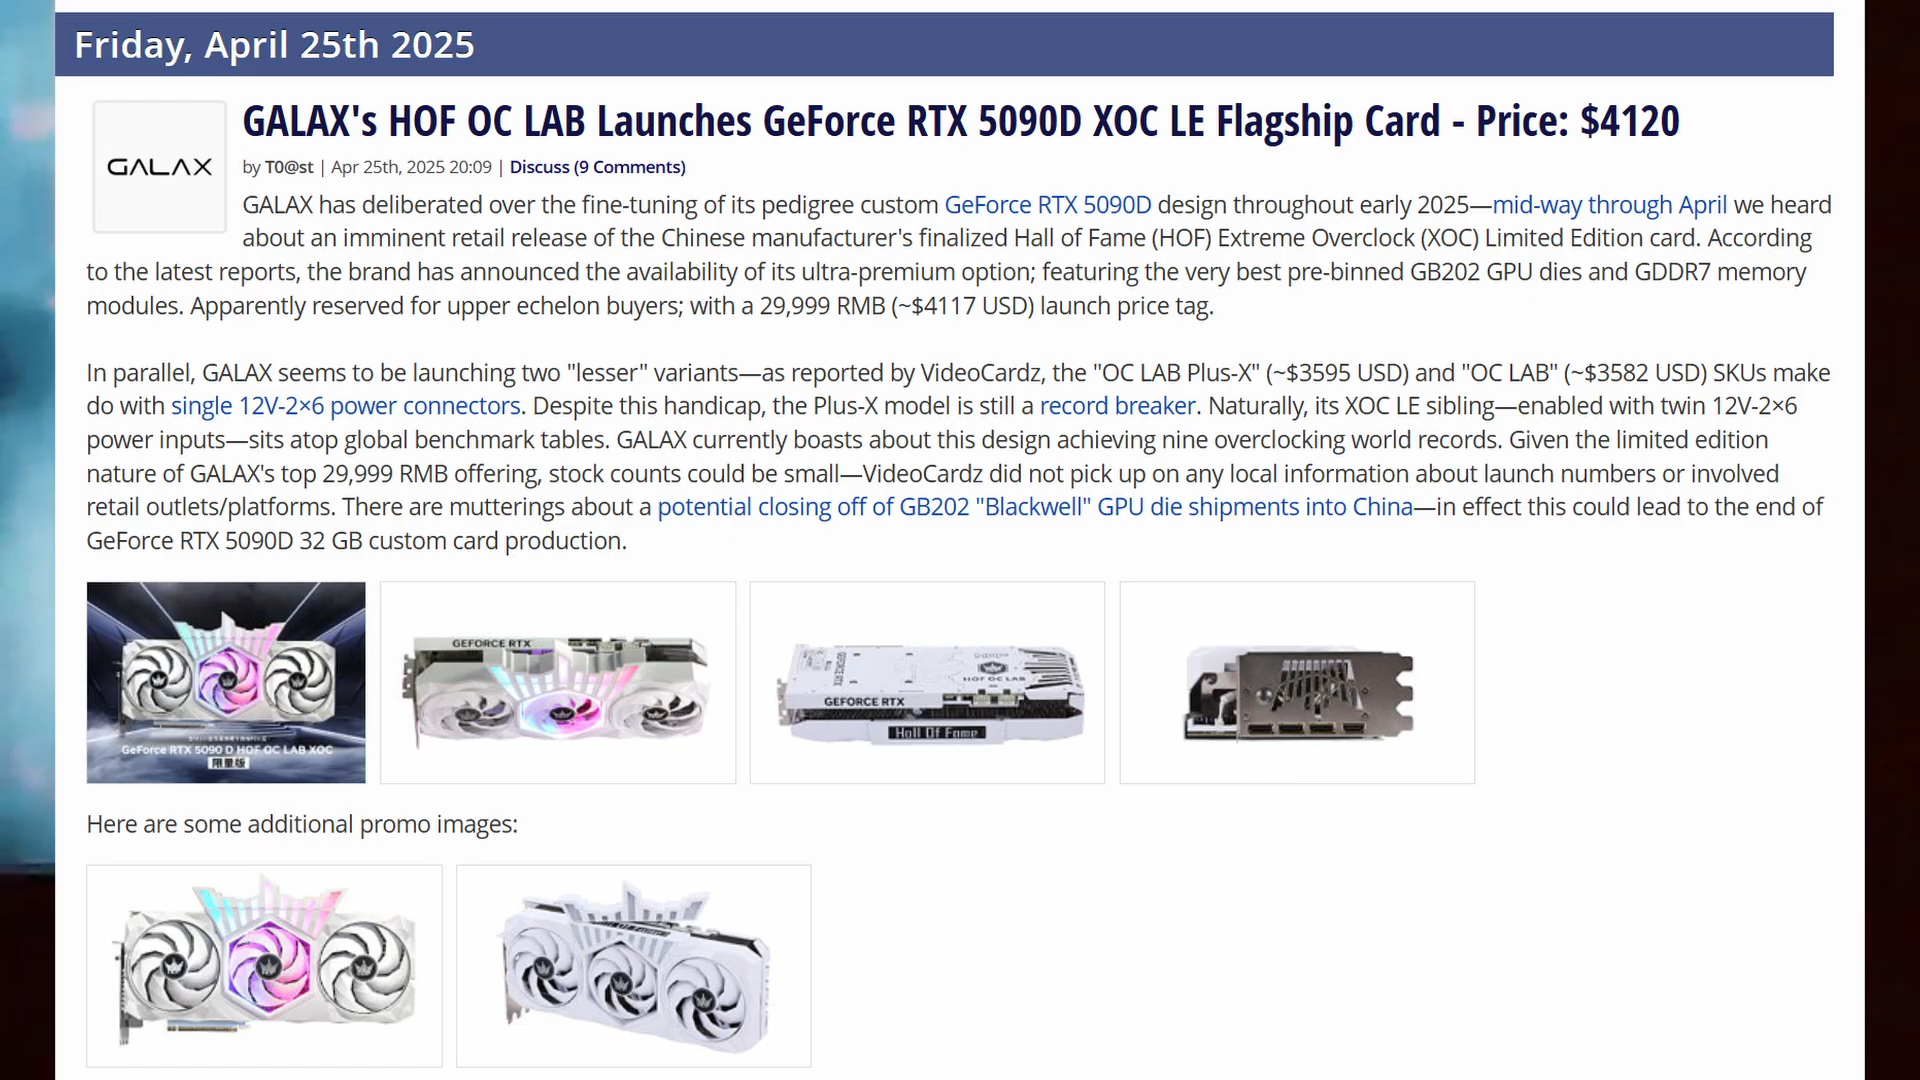 Friday, April 25th 2025
GALAX
GALAX's HOF OC LAB Launches GeForce RTX 5090D XOC LE Flagship Card - Price: $4120
by T0@st | Apr 25th, 2025 20:09 | Discuss (9 Comments)
GALAX has deliberated over the fine-tuning of its pedigree custom GeForce RTX 5090D design throughout early 2025—mid-way through April we heard
about an imminent retail release of the Chinese manufacturer's finalized Hall of Fame (HOF) Extreme Overclock (XOC) Limited Edition card. According
to the latest reports, the brand has announced the availability of its ultra-premium option; featuring the very best pre-binned GB202 GPU dies and GDDR7 memory
modules. Apparently reserved for upper echelon buyers; with a 29,999 RMB (~$4117 USD) launch price tag.
In parallel, GALAX seems to be launching two "lesser" variants—as reported by VideoCardz, the "OC LAB Plus-X" (~$3595 USD) and "OC LAB" (~$3582 USD) SKUs make
do with single 12V-2×6 power connectors. Despite this handicap, the Plus-X model is still a record breaker. Naturally, its XOC LE sibling—enabled with twin 12V-2×6
power inputs—sits atop global benchmark tables. GALAX currently boasts about this design achieving nine overclocking world records. Given the limited edition
nature of GALAX's top 29,999 RMB offering, stock counts could be small—VideoCardz did not pick up on any local information about launch numbers or involved
retail outlets/platforms. There are mutterings about a potential closing off of GB202 "Blackwell" GPU die shipments into China—in effect this could lead to the end of
GeForce RTX 5090D 32 GB custom card production.
GeForce RTX 5090 D HOF OC LAB XOC
限量版
GEFORCE RTX
HOF OC LAB
GEFORCE RTX
GEFORCE RTX
Hall Of Fame
Here are some additional promo images: